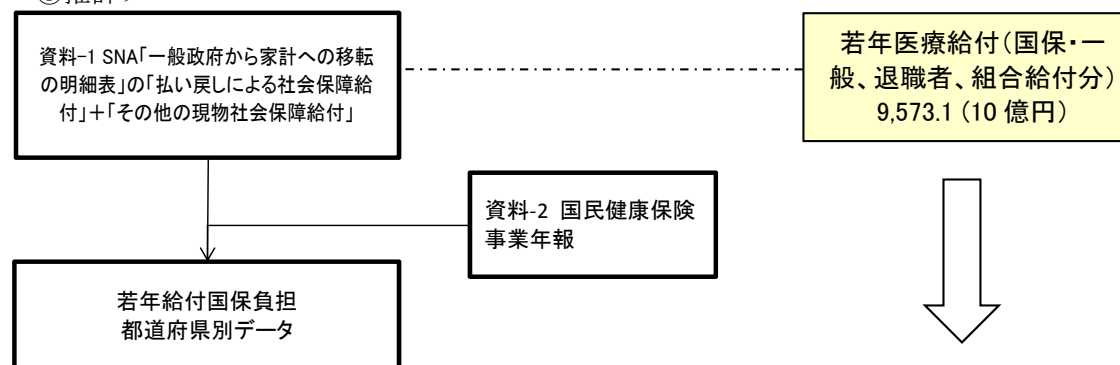 資料-1 SNA「一般政府から家計への移転
の明細表」の「払い戻しによる社会保障給
付」＋「その他の現物社会保障給付」
若年医療給付（国保・一
般、退職者、組合給付分）
9,573.1（10 億円）
資料-2 国民健康保険
事業年報
若年給付国保負担
都道府県別データ